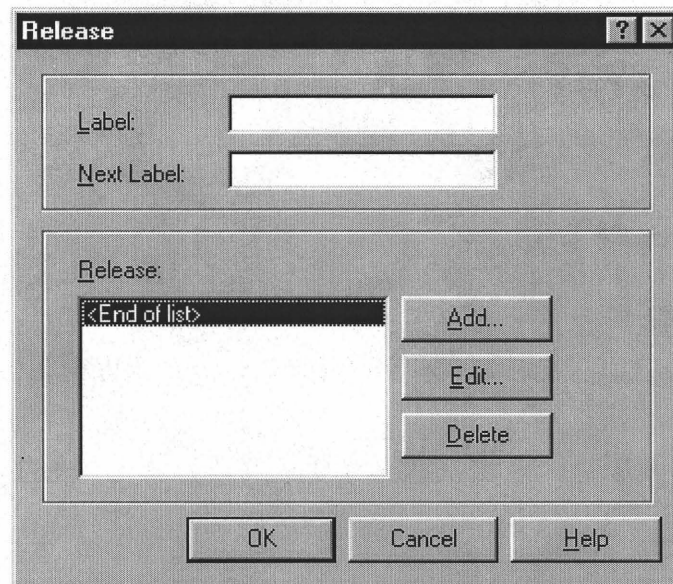 Release ? X
Label:
Next Label:
Release:
<End of list>
Add...
Edit...
Delete
OK Cancel Help